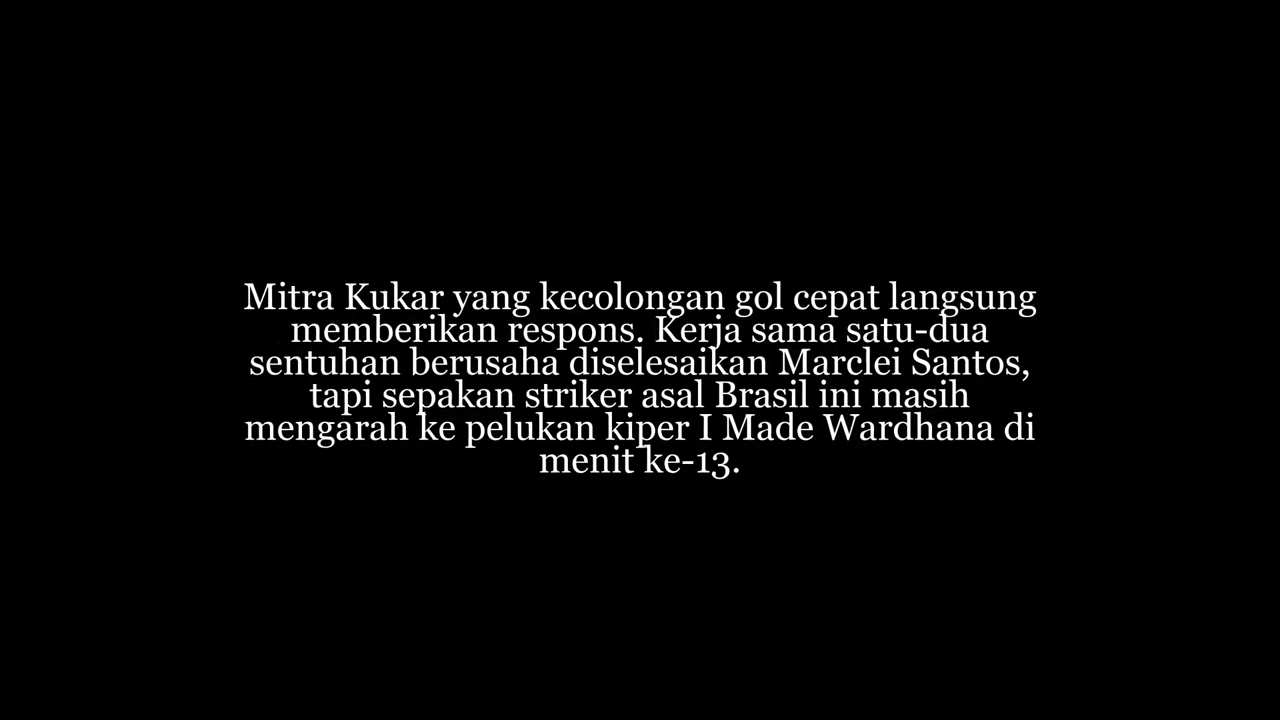 Mitra Kukar yang kecolongan gol cepat langsung
memberikan respons. Kerja sama satu-dua
sentuhan berusaha diselesaikan Marclei Santos,
tapi sepakan striker asal Brasil ini masih
mengarah ke pelukan kiper I Made Wardhana di
menit ke-13.